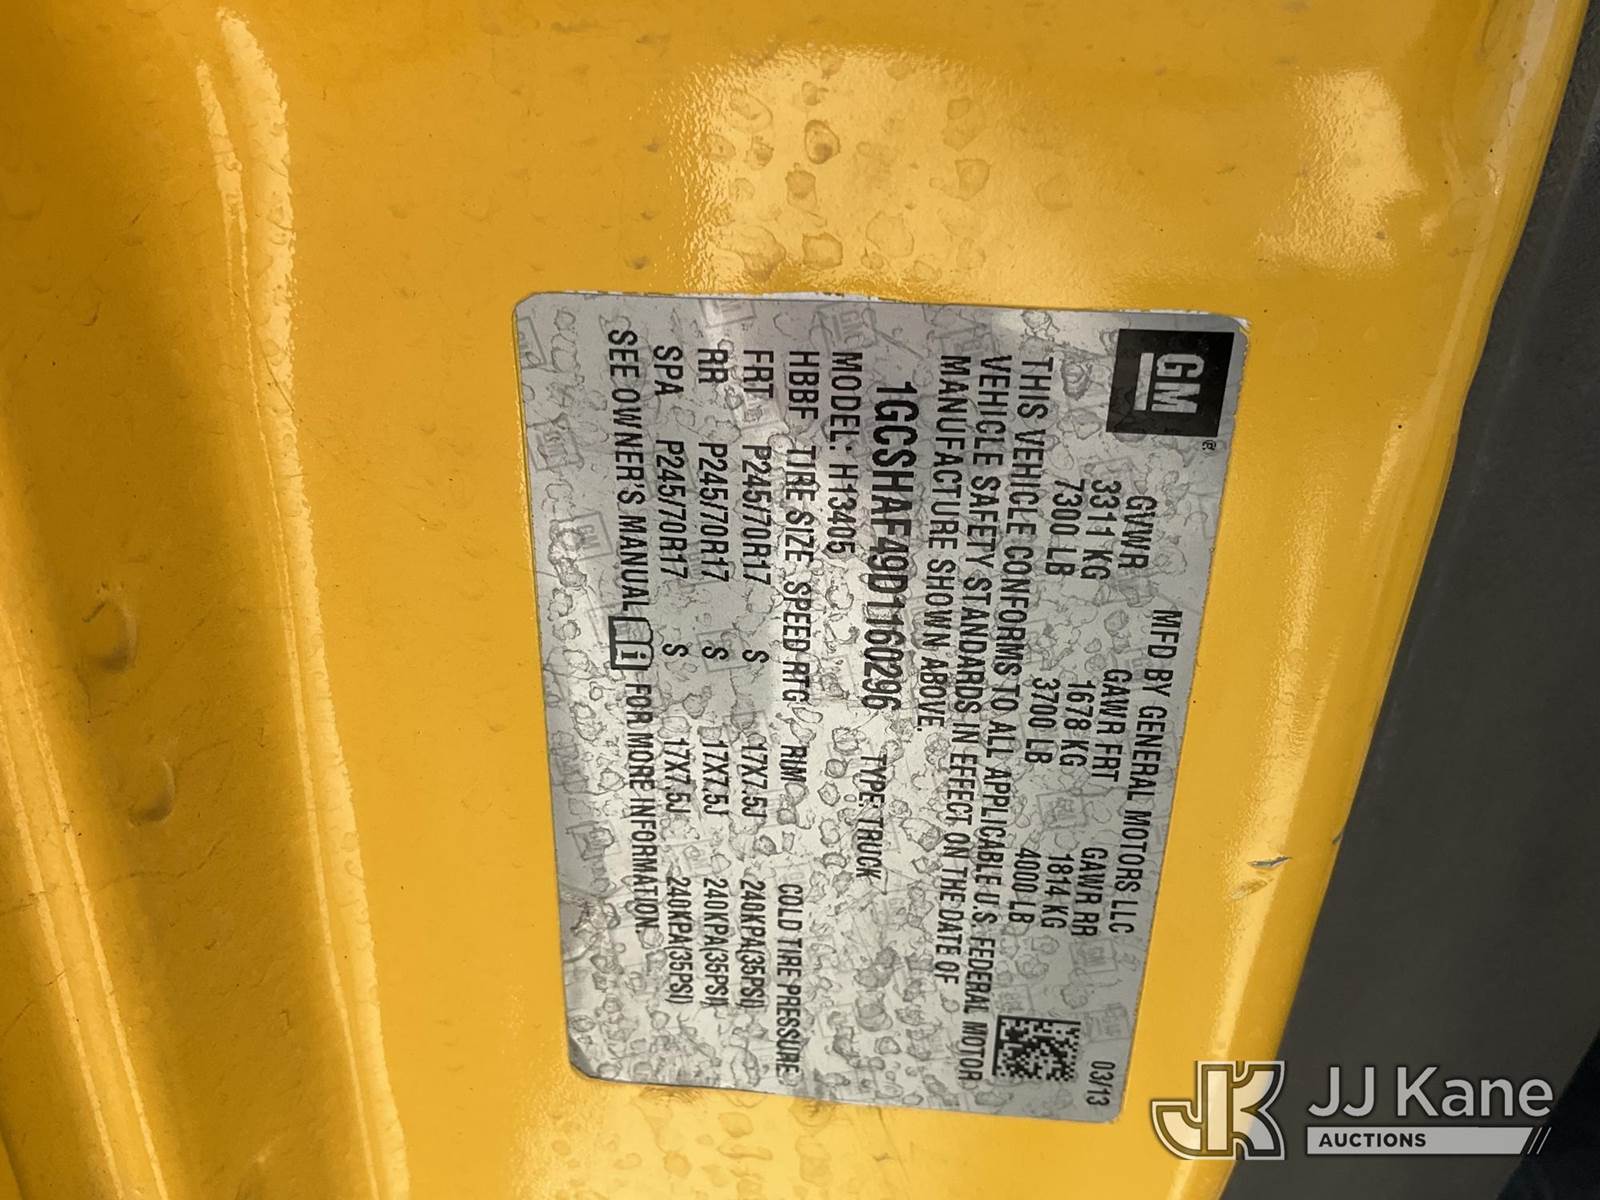 GM ®
MFD BY GENERAL MOTORS LLC 03/13
GVWR GAWR FRT GAWR RR
3311 KG 1678 KG 1814 KG
7300 LB 3700 LB 4000 LB
THIS VEHICLE CONFORMS TO ALL APPLICABLE U.S. FEDERAL MOTOR
VEHICLE SAFETY STANDARDS IN EFFECT ON THE DATE OF
MANUFACTURE SHOWN ABOVE.
1GCSHAF49D1160296 TYPE: TRUCK
MODEL: H13405
HBBF TIRE SIZE SPEED RTG RIM COLD TIRE PRESSURE
FRT P245/70R17 S 17X7.5J 240KPA(35PSI)
RR P245/70R17 S 17X7.5J 240KPA(35PSI)
SPA P245/70R17 S 17X7.5J 240KPA(35PSI)
SEE OWNER'S MANUAL i FOR MORE INFORMATION.
JK JJ Kane
AUCTIONS